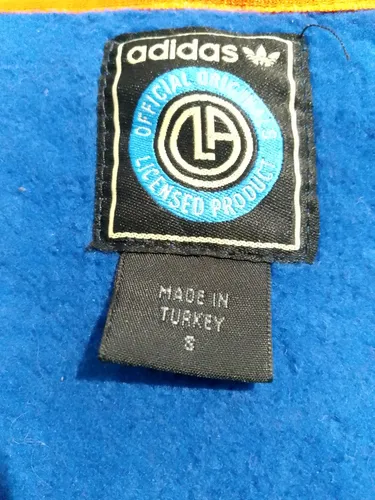 adidas
OFFICIAL ORIGINALS
LA
LICENSED PRODUCT
MADE IN
TURKEY
S